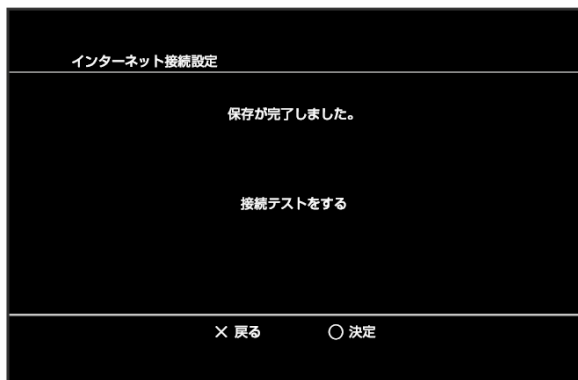 インターネット接続設定
保存が完了しました。
接続テストをする
✕ 戻る ○ 決定